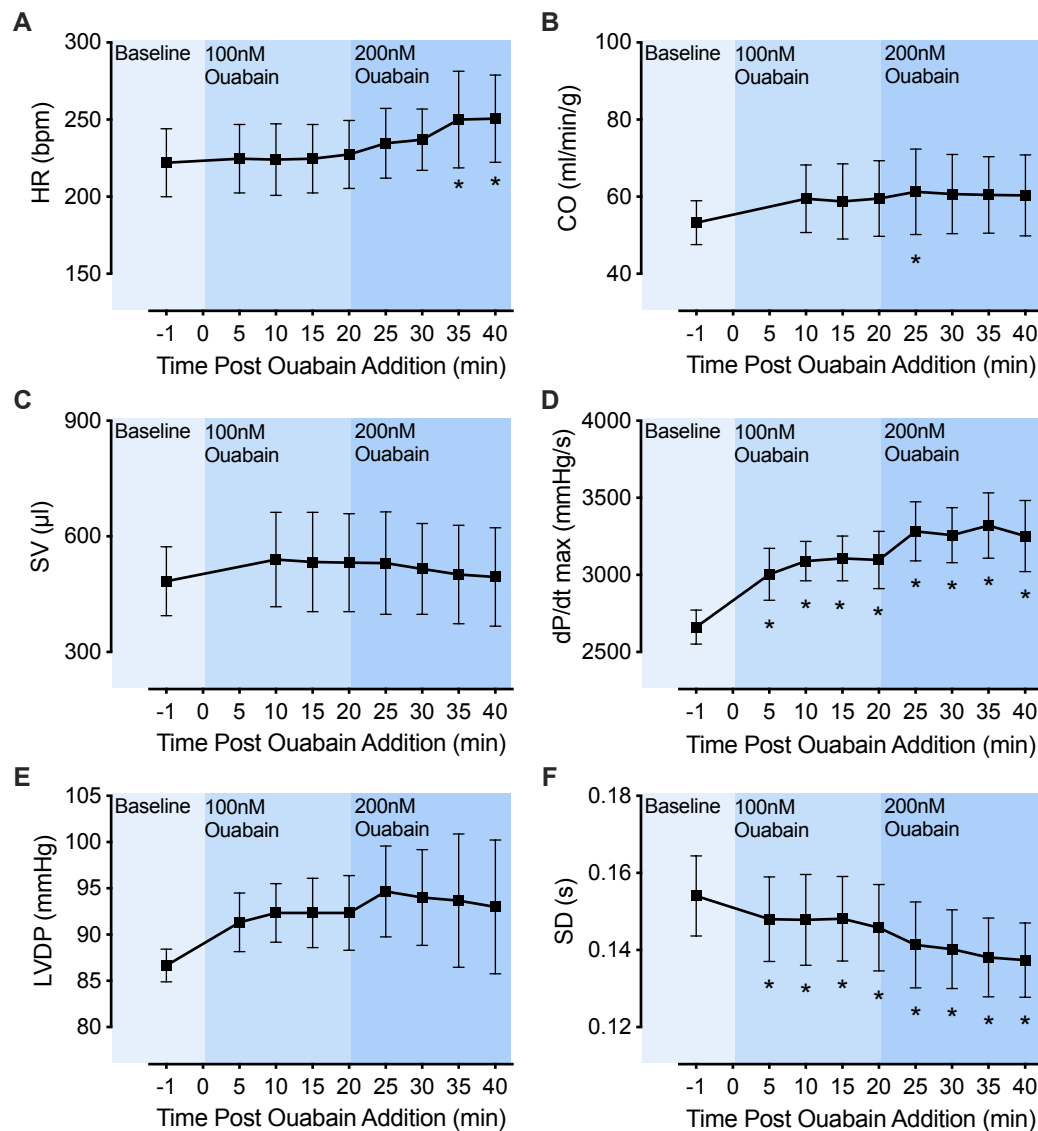 A
HR (bpm)
300
250
200
150
Baseline
100nM
Ouabain
200nM
Ouabain
* *
-1 0 5 10 15 20 25 30 35 40
Time Post Ouabain Addition (min)
B
CO (ml/min/g)
100
80
60
40
Baseline
100nM
Ouabain
200nM
Ouabain
*
-1 0 5 10 15 20 25 30 35 40
Time Post Ouabain Addition (min)
C
SV (µl)
900
600
300
Baseline
100nM
Ouabain
200nM
Ouabain
-1 0 5 10 15 20 25 30 35 40
Time Post Ouabain Addition (min)
D
dP/dt max (mmHg/s)
4000
3500
3000
2500
Baseline
100nM
Ouabain
200nM
Ouabain
* * * * * * * *
-1 0 5 10 15 20 25 30 35 40
Time Post Ouabain Addition (min)
E
LVDP (mmHg)
105
100
95
90
85
80
Baseline
100nM
Ouabain
200nM
Ouabain
-1 0 5 10 15 20 25 30 35 40
Time Post Ouabain Addition (min)
F
SD (s)
0.18
0.16
0.14
0.12
Baseline
100nM
Ouabain
200nM
Ouabain
* * * * * * * *
-1 0 5 10 15 20 25 30 35 40
Time Post Ouabain Addition (min)